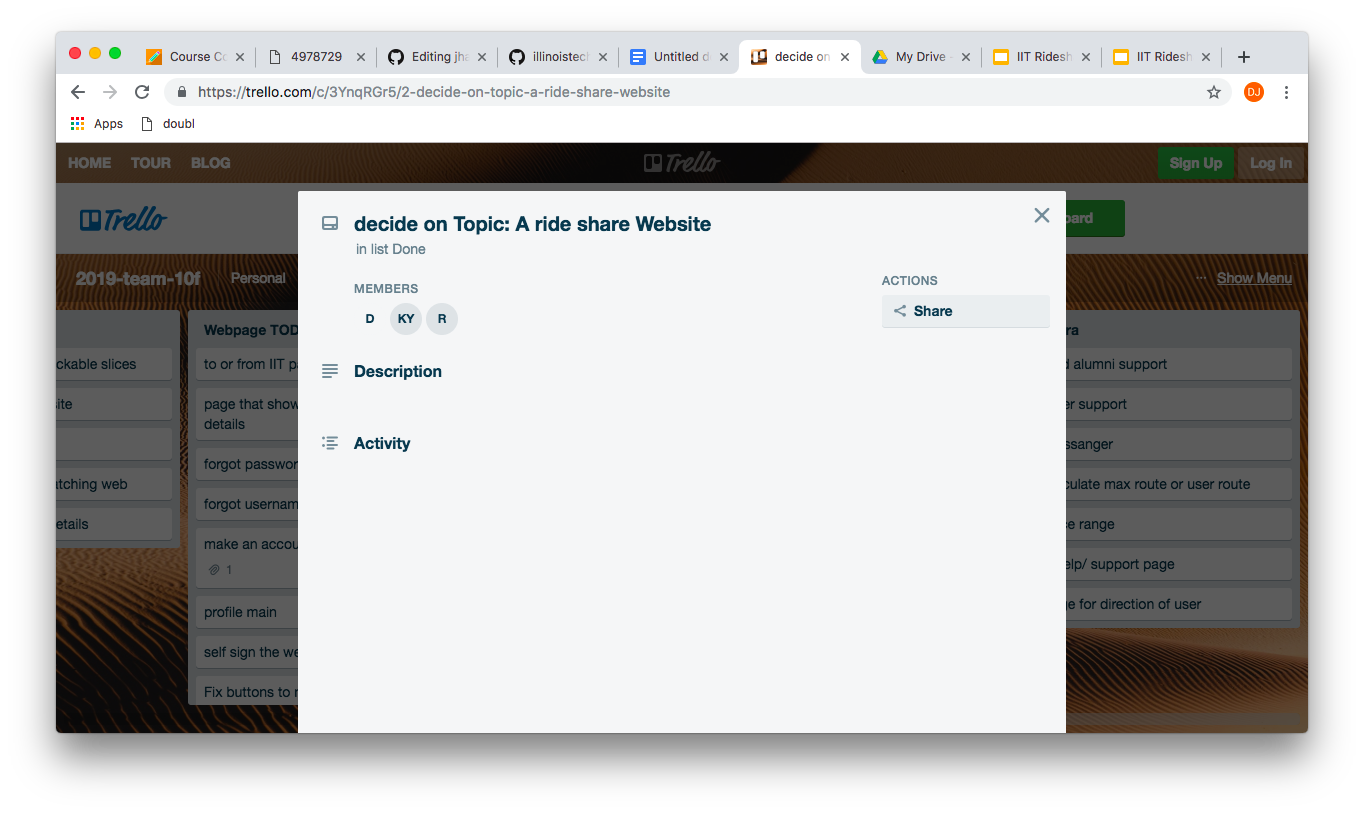 Course Co
4978729
Editing jha
illinoistech
Untitled d
decide on
My Drive -
IIT Ridesh
IIT Ridesh
https://trello.com/c/3YnqRGr5/2-decide-on-topic-a-ride-share-website
DJ
Apps
doubl
HOME TOUR BLOG
Trello
Sign Up
Log In
Trello
decide on Topic: A ride share Website
in list Done
2019-team-10f
Personal
Show Menu
MEMBERS
D KY R
ACTIONS
Share
Description
Activity
ckable slices
tching web
etails
Webpage TOD
to or from IIT p
page that show
details
forgot passwor
forgot usernam
make an accou
1
profile main
self sign the we
Fix buttons to
ra
alumni support
er support
ssanger
culate max route or user route
e range
elp/ support page
e for direction of user